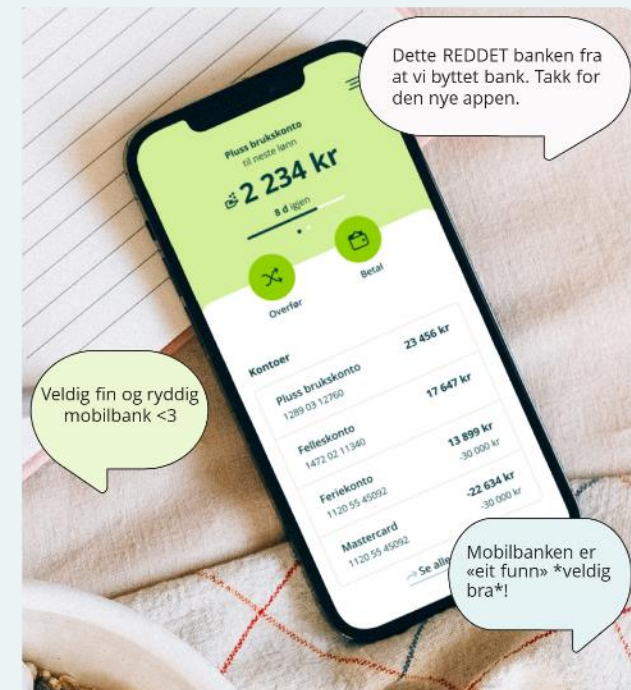 Dette REDDET banken fra
at vi byttet bank. Takk for
den nye appen.
Pluss brukskonto
til neste lønn
2 234 kr
8 d igjen
Overfør
Betal
Kontoer
Pluss brukskonto
23 456 kr
1289 03 12760
Felleskonto
17 647 kr
1472 02 11340
Feriekonto
13 899 kr
1120 55 45092
-30 000 kr
Mastercard
-22 634 kr
1120 55 45092
-30 000 kr
Se alle
Veldig fin og ryddig
mobilbank <3
Mobilbanken er
«eit funn» *veldig
bra*!